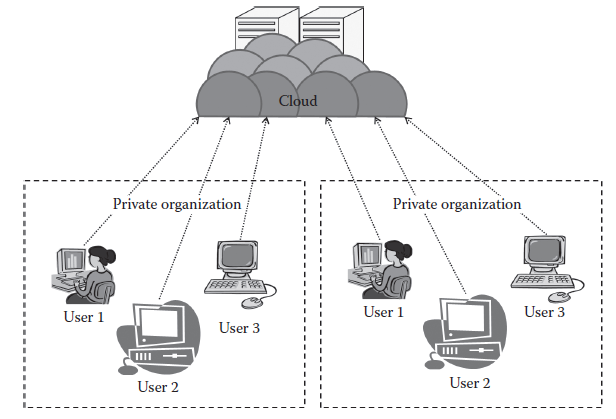 Cloud
Private organization
Private organization
User 1
User 3
User 2
User 1
User 3
User 2